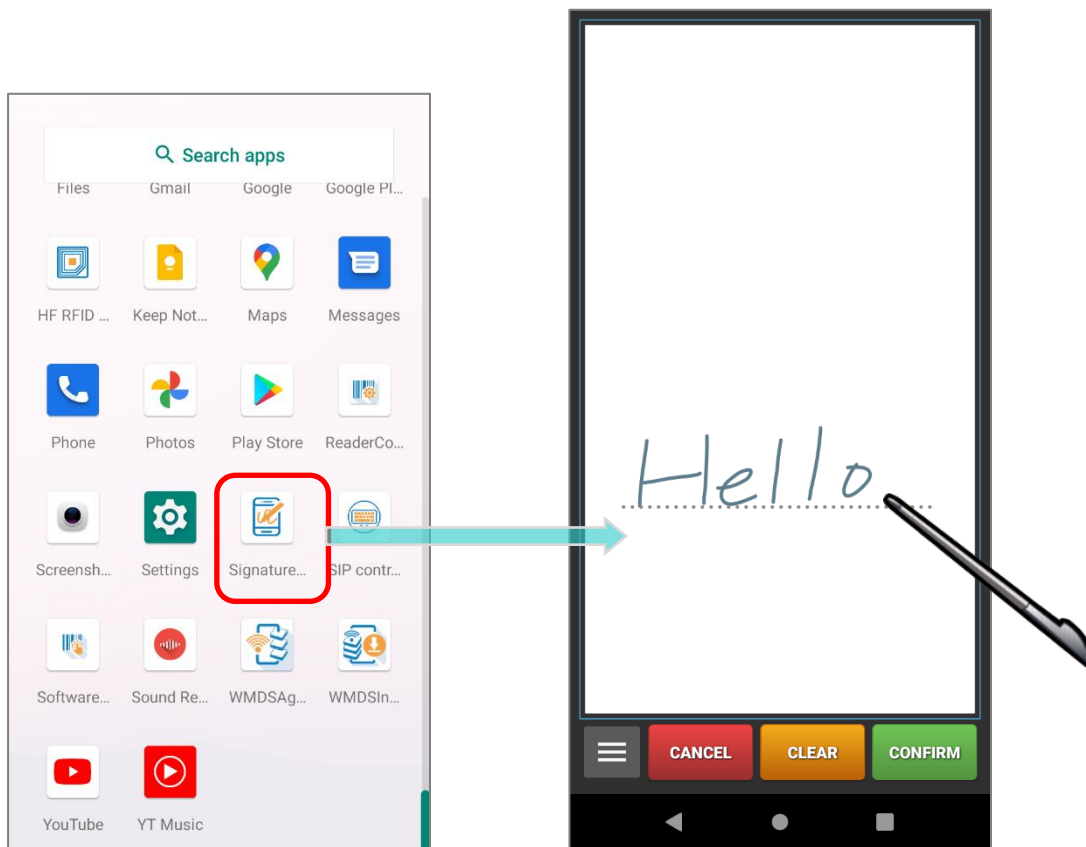 Search apps
Files Gmail Google Google Pl...
HF RFID ... Keep Not... Maps Messages
Phone Photos Play Store ReaderCo...
Screensh... Settings Signature... SIP contr...
Software... Sound Re... WMDSAg... WMDSIn...
YouTube YT Music
Hello
CANCEL CLEAR CONFIRM